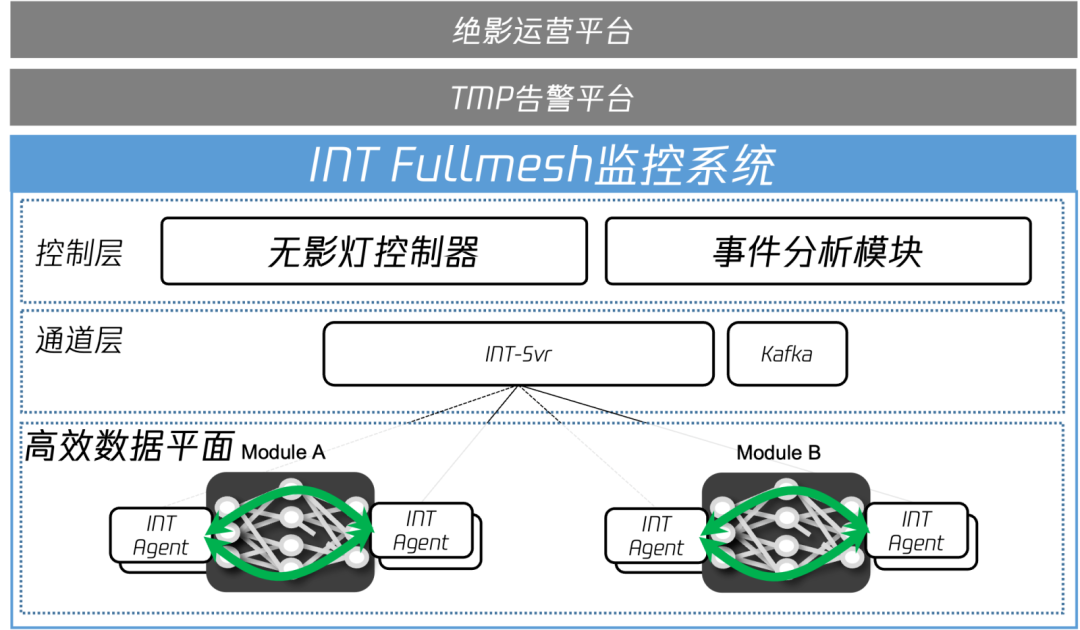 绝影运营平台
TMP告警平台
INT Fullmesh监控系统
控制层
无影灯控制器
事件分析模块
通道层
INT-Svr
Kafka
高效数据平面
Module A
Module B
INT
Agent
INT
Agent
INT
Agent
INT
Agent